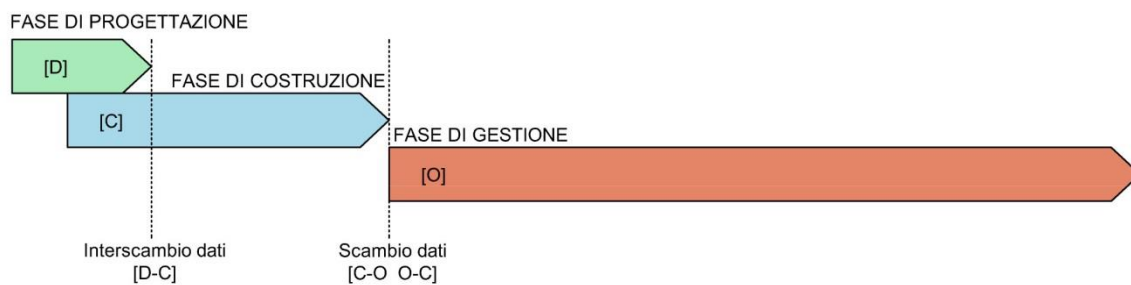 FASE DI PROGETTAZIONE
[D]
FASE DI COSTRUZIONE
[C]
FASE DI GESTIONE
[O]
Interscambio dati
[D-C]
Scambio dati
[C-O O-C]